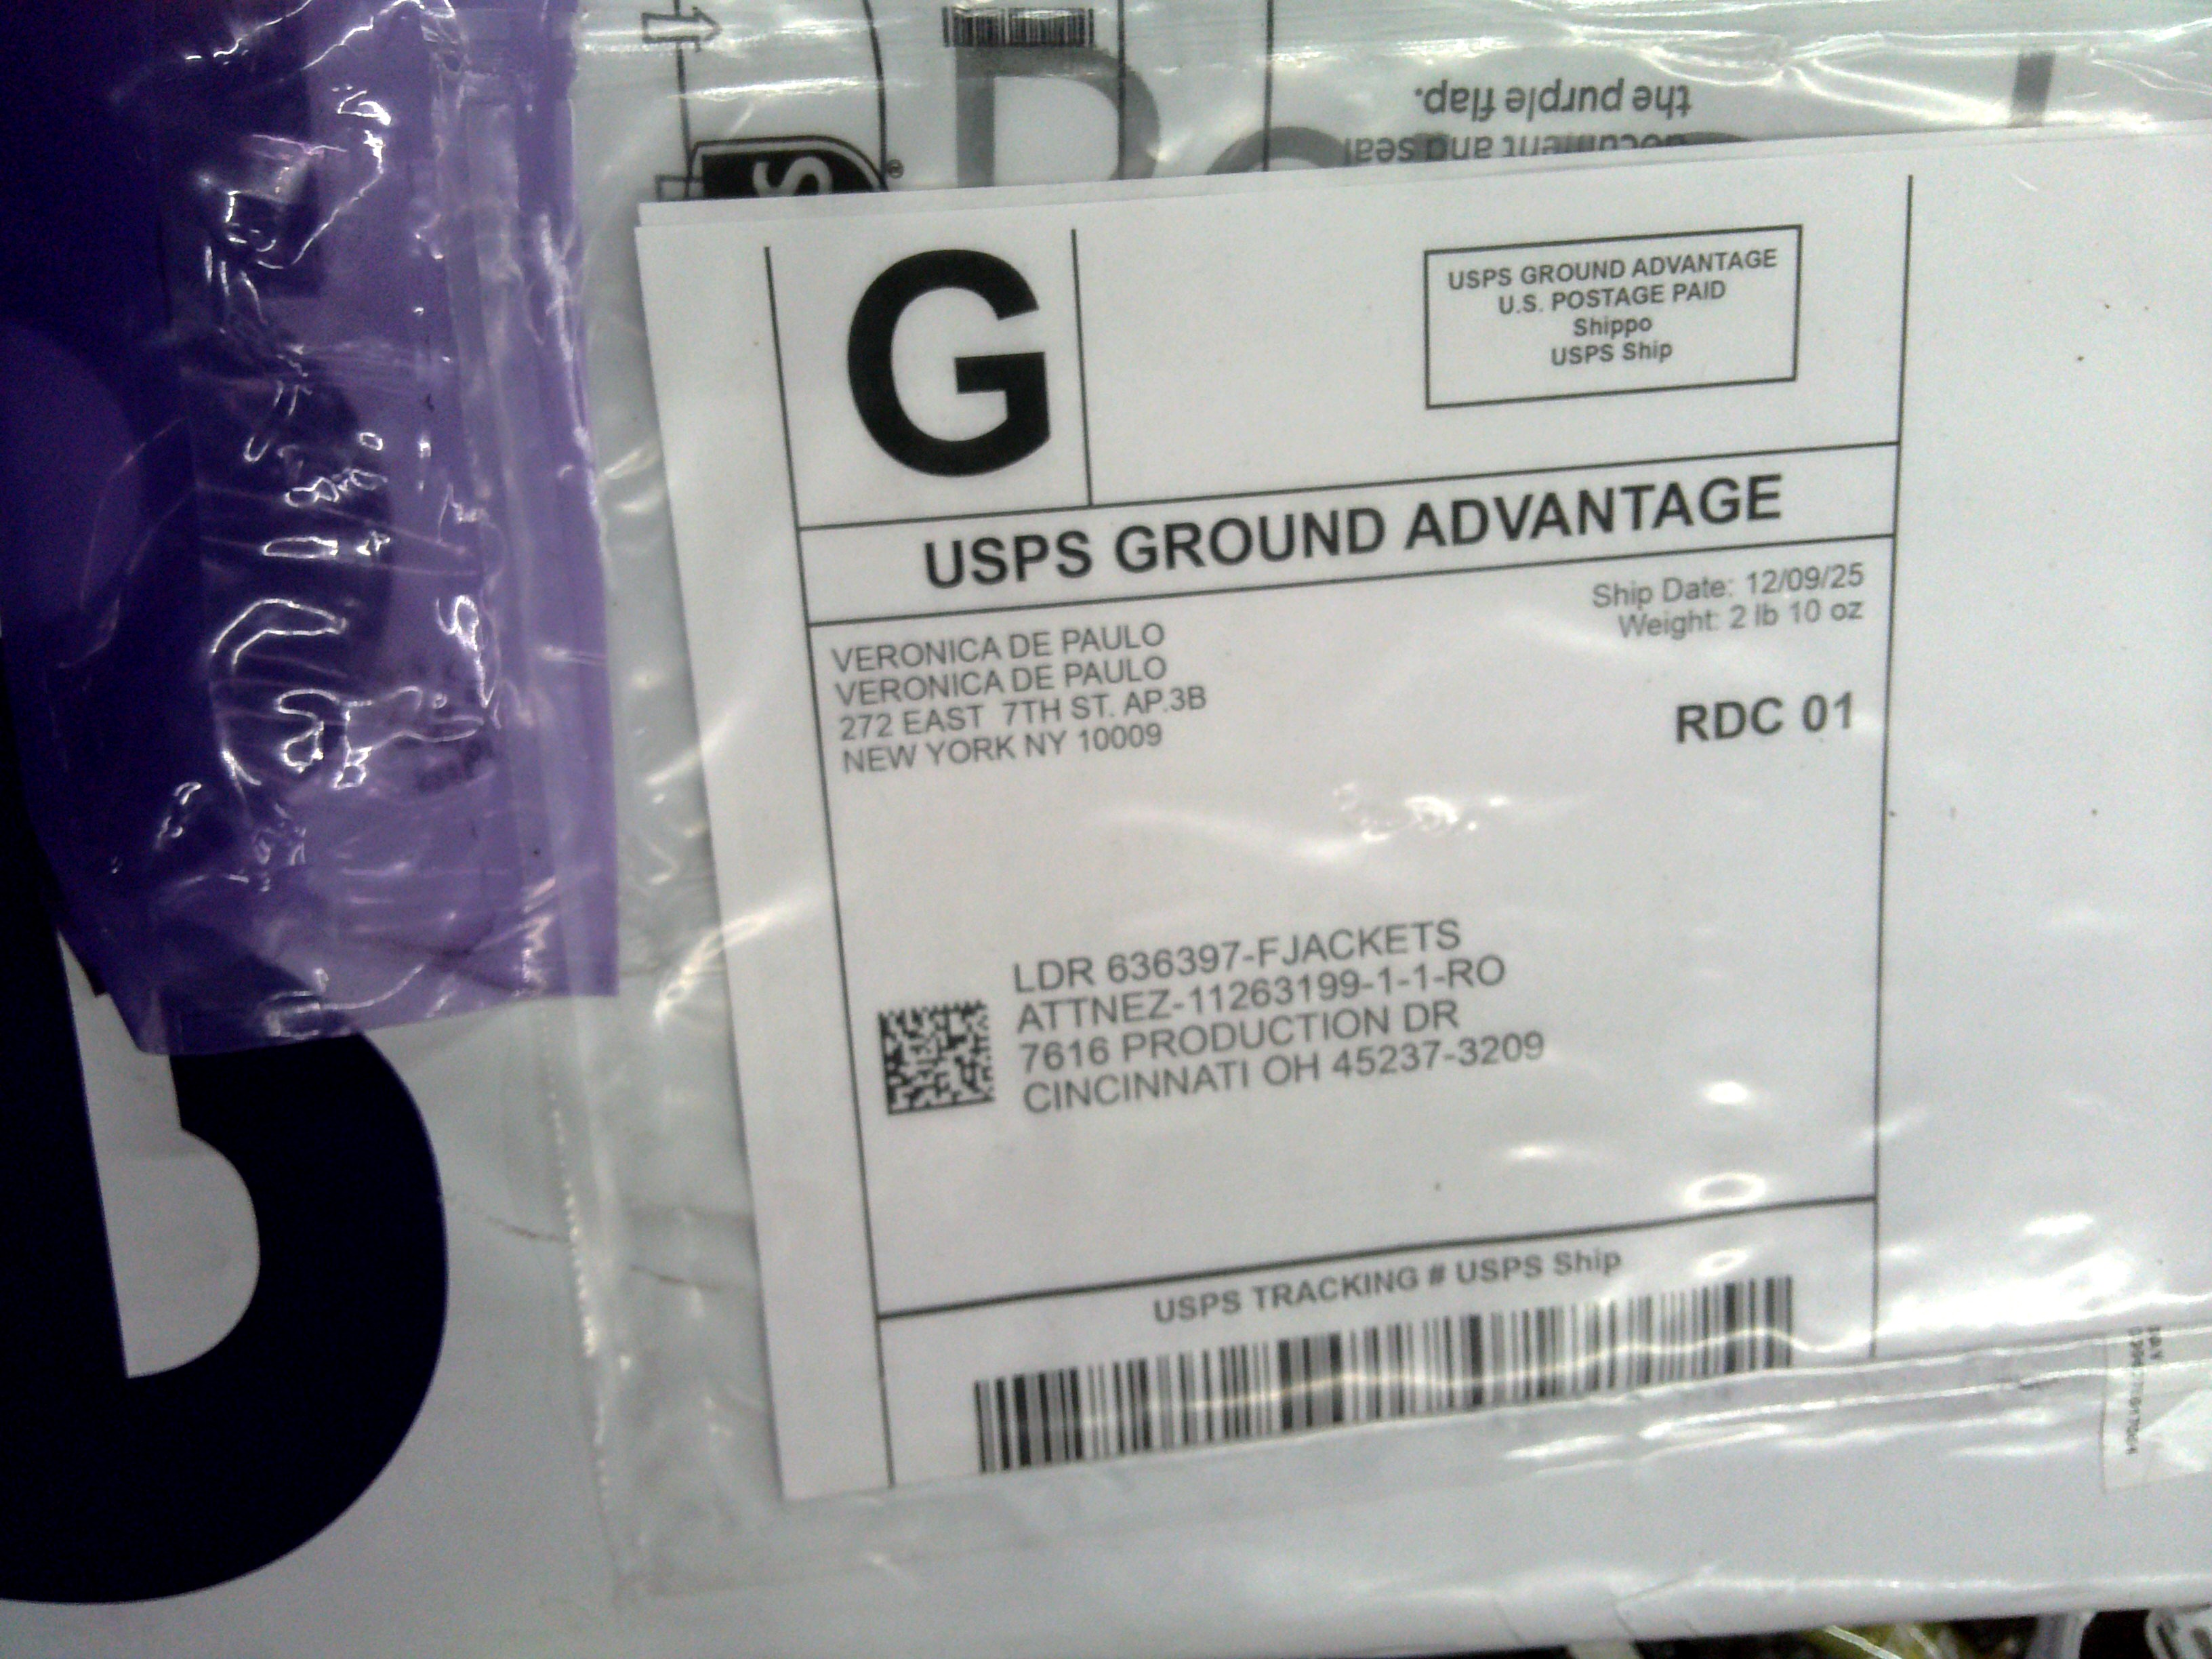 the purple flap.
document and seal
S
®
G
USPS GROUND ADVANTAGE
U.S. POSTAGE PAID
Shippo
USPS Ship
USPS GROUND ADVANTAGE
Ship Date: 12/09/25
Weight: 2 lb 10 oz
VERONICA DE PAULO
VERONICA DE PAULO
272 EAST 7TH ST. AP.3B
NEW YORK NY 10009
RDC 01
LDR 636397-FJACKETS
ATTNEZ-11263199-1-1-RO
7616 PRODUCTION DR
CINCINNATI OH 45237-3209
USPS TRACKING # USPS Ship